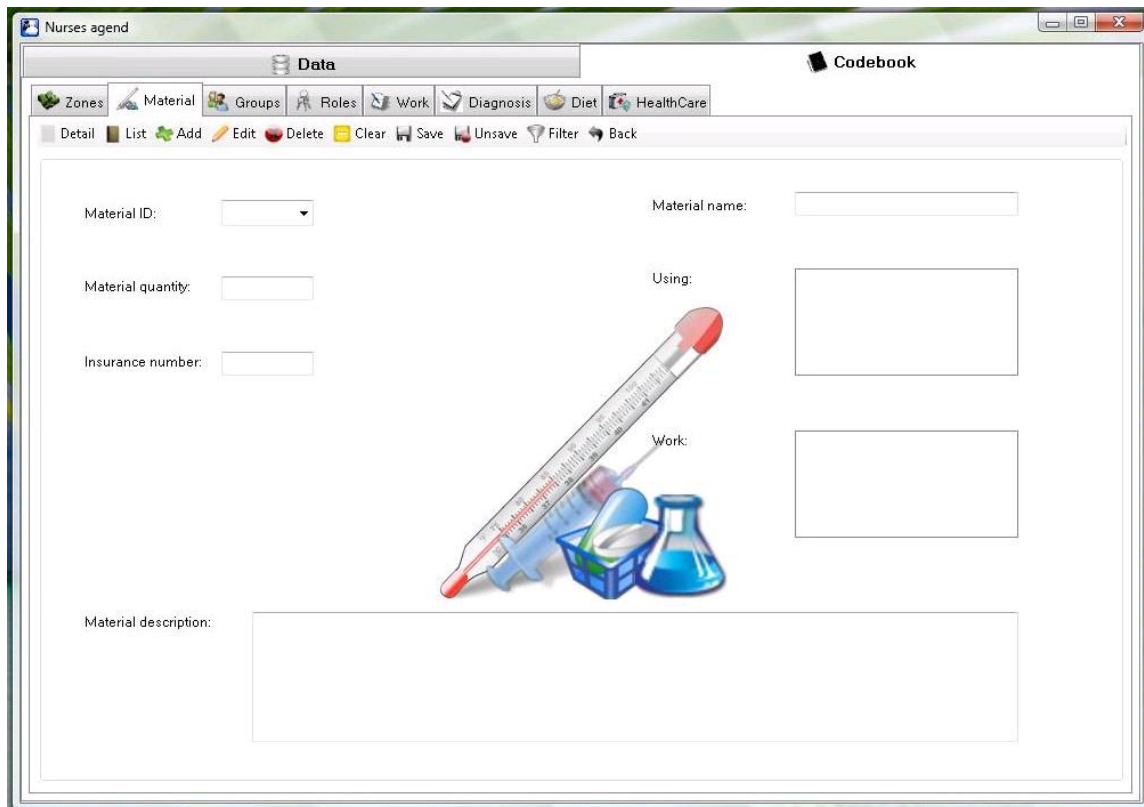 Nurses agend
Data Codebook
Zones Material Groups Roles Work Diagnosis Diet HealthCare
Detail List Add Edit Delete Clear Save Unsave Filter Back
Material ID: Material name:
Material quantity: Using:
Insurance number:
Work:
Material description: